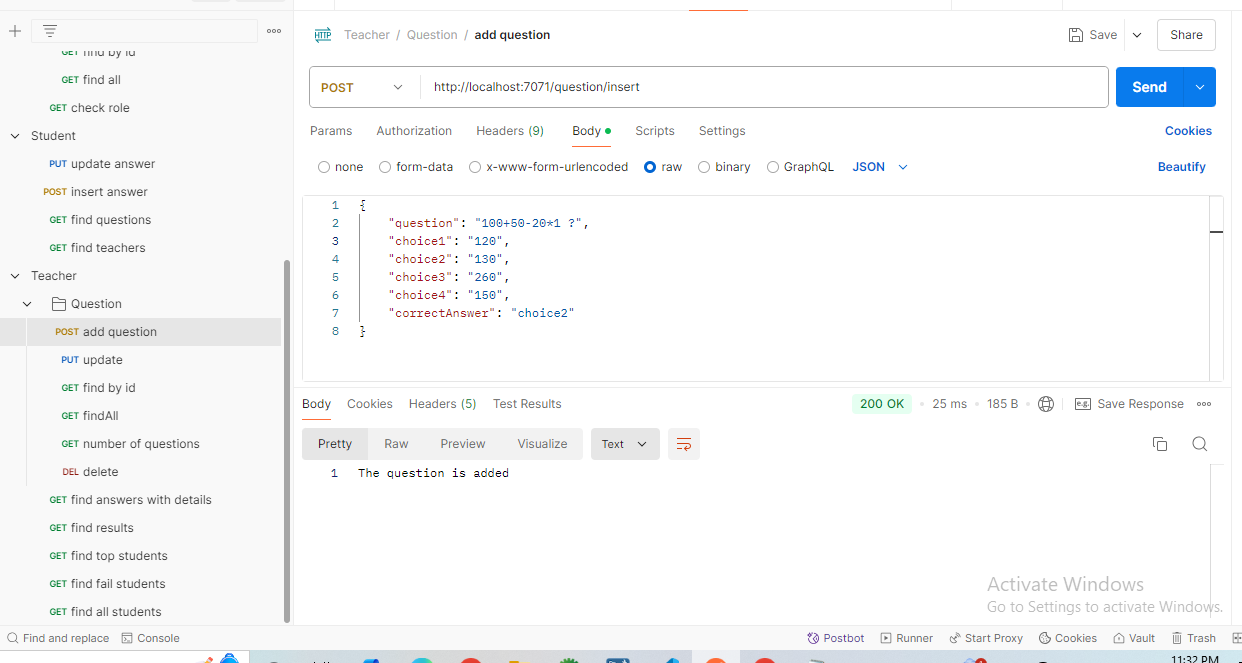 GET find by id
GET find all
GET check role
Student
PUT update answer
POST insert answer
GET find questions
GET find teachers
Teacher
Question
POST add question
PUT update
GET find by id
GET findAll
GET number of questions
DEL delete
GET find answers with details
GET find results
GET find top students
GET find fail students
GET find all students
HTTP Teacher / Question / add question
Save
Share
POST http://localhost:7071/question/insert
Send
Params Authorization Headers (9) Body Scripts Settings Cookies
none form-data x-www-form-urlencoded raw binary GraphQL JSON Beautify
1 {
2 "question": "100+50-20*1 ?",
3 "choice1": "120",
4 "choice2": "130",
5 "choice3": "260",
6 "choice4": "150",
7 "correctAnswer": "choice2"
8 }
Body Cookies Headers (5) Test Results 200 OK 25 ms 185 B e.g. Save Response
Pretty Raw Preview Visualize Text
1 The question is added
Activate Windows
Go to Settings to activate Windows.
Find and replace Console Postbot Runner Start Proxy Cookies Vault Trash
11:32 PM